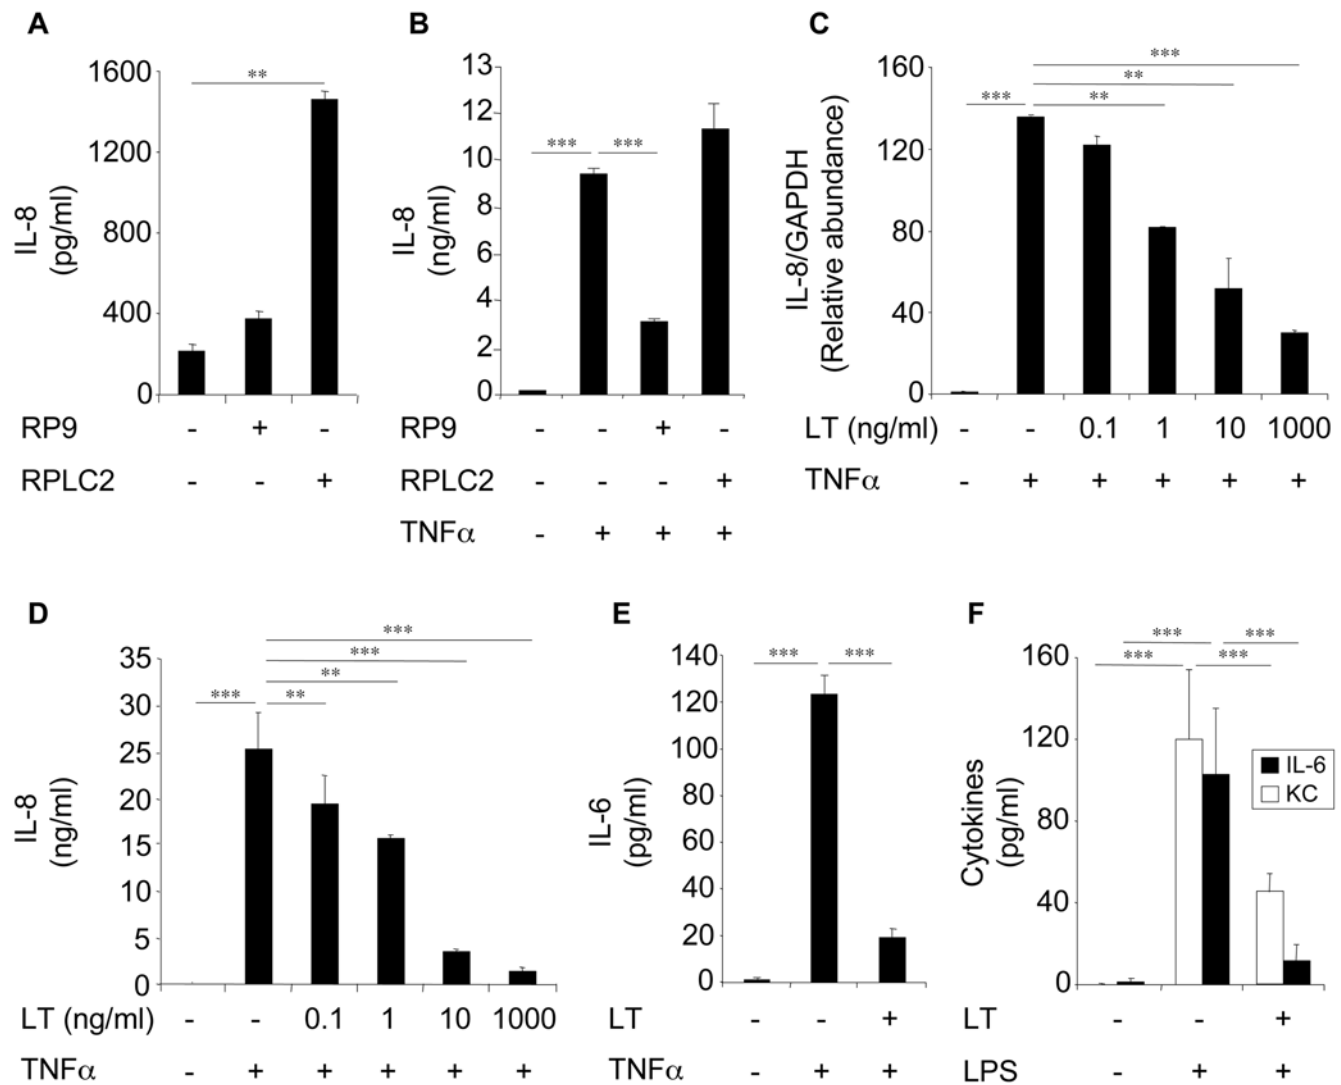 A
**
1600
1200
800
400
0
IL-8
(pg/ml)
RP9 - + -
RPLC2 - - +
B
13
12
10
8
6
4
2
0
*** ***
IL-8
(ng/ml)
RP9 - - + -
RPLC2 - - - +
TNFα - + + +
C
***
**
*** **
160
120
80
40
0
IL-8/GAPDH
(Relative abundance)
LT (ng/ml) - - 0.1 1 10 1000
TNFα - + + + + +
D
***
***
**
*** **
35
30
25
20
15
10
5
0
IL-8
(ng/ml)
LT (ng/ml) - - 0.1 1 10 1000
TNFα - + + + + +
E
*** ***
140
120
100
80
60
40
20
0
IL-6
(pg/ml)
LT - - +
TNFα - + +
F
*** ***
*** ***
160
120
80
40
0
Cytokines
(pg/ml)
IL-6
KC
LT - - +
LPS - + +